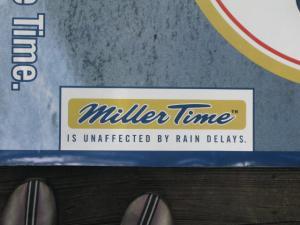 e Time.
Miller Time™
IS UNAFFECTED BY RAIN DELAYS.